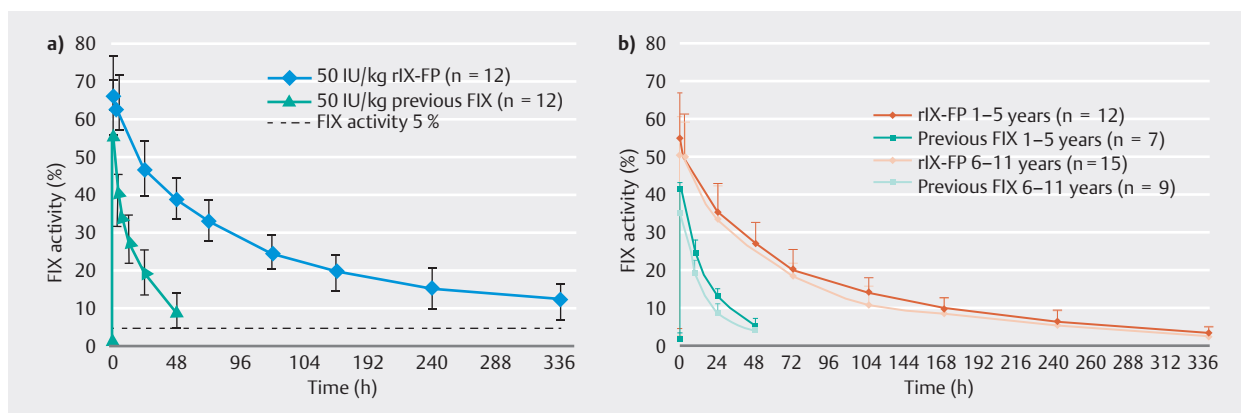 a)
FIX activity (%)
80
70
60
50
40
30
20
10
0
50 IU/kg rIX-FP (n = 12)
50 IU/kg previous FIX (n = 12)
FIX activity 5 %
0 48 96 104 192 240 288 336
Time (h)
b)
FIX activity (%)
80
70
60
50
40
30
20
10
0
rIX-FP 1–5 years (n = 12)
Previous FIX 1–5 years (n = 7)
rIX-FP 6–11 years (n = 15)
Previous FIX 6–11 years (n = 9)
0 24 48 72 96 104 144 168 192 216 240 288 312 336
Time (h)